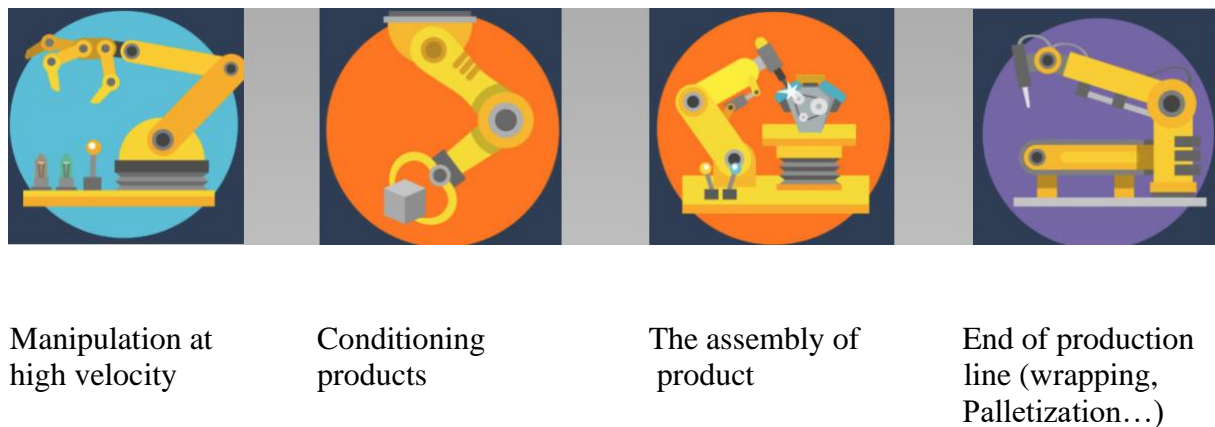 Manipulation at
high velocity
Conditioning
products
The assembly of
product
End of production
line (wrapping,
Palletization…)